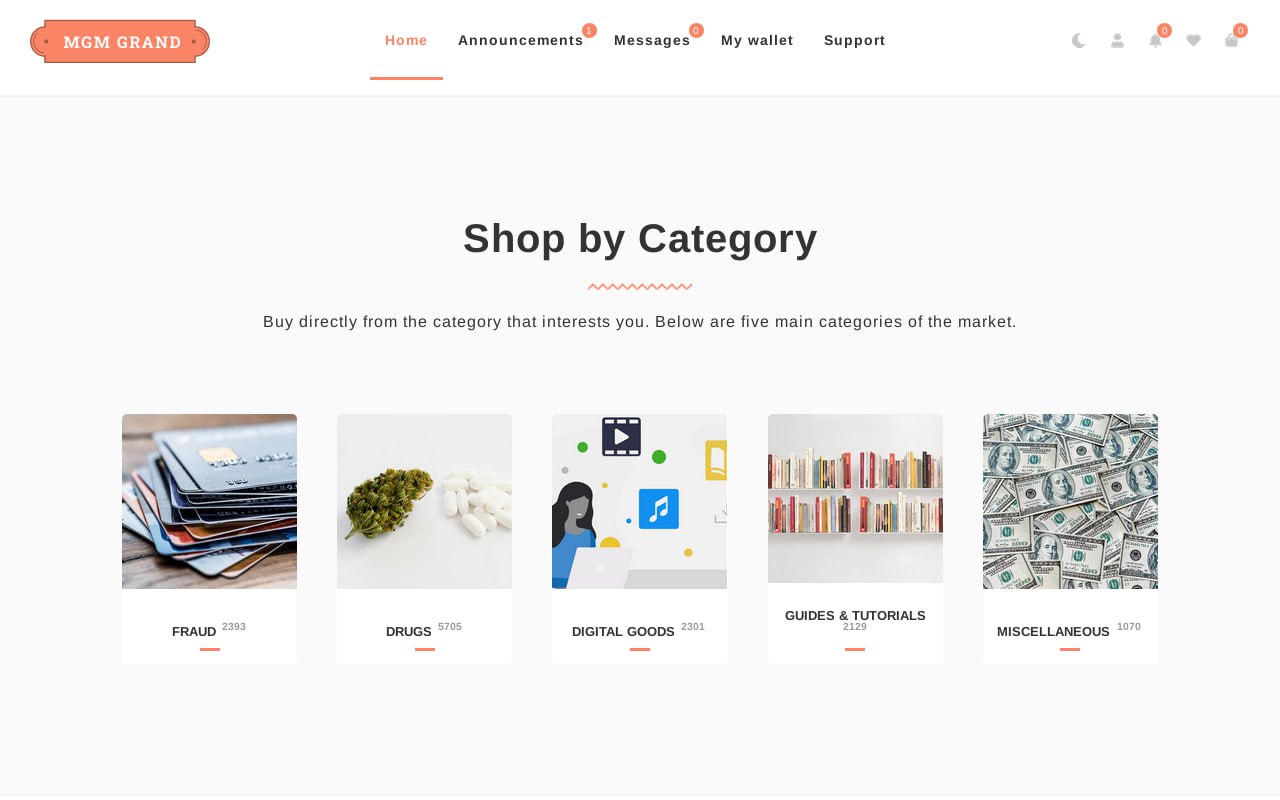 MGM GRAND
Home Announcements 1 Messages 0 My wallet Support 0 0
Shop by Category
Buy directly from the category that interests you. Below are five main categories of the market.
FRAUD 2393
DRUGS 5705
DIGITAL GOODS 2301
GUIDES & TUTORIALS
2129
MISCELLANEOUS 1070